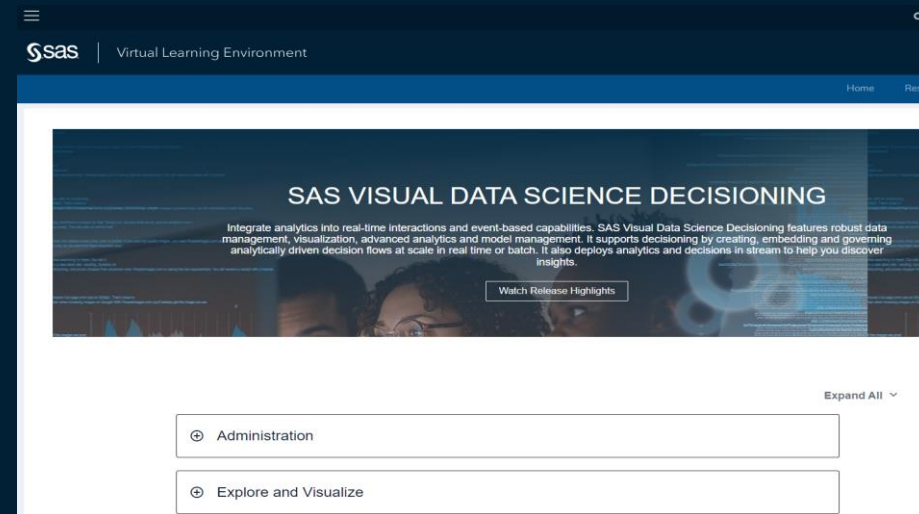 sas
Virtual Learning Environment
Home
SAS VISUAL DATA SCIENCE DECISIONING
Integrate analytics into real-time interactions and event-based capabilities. SAS Visual Data Science Decisioning features robust data
management, visualization, advanced analytics and model management. It supports decisioning by creating, embedding and governing
analytically driven decision flows at scale in real time or batch. It also deploys analytics and decisions in stream to help you discover
insights.
Watch Release Highlights
Expand All
Administration
Explore and Visualize